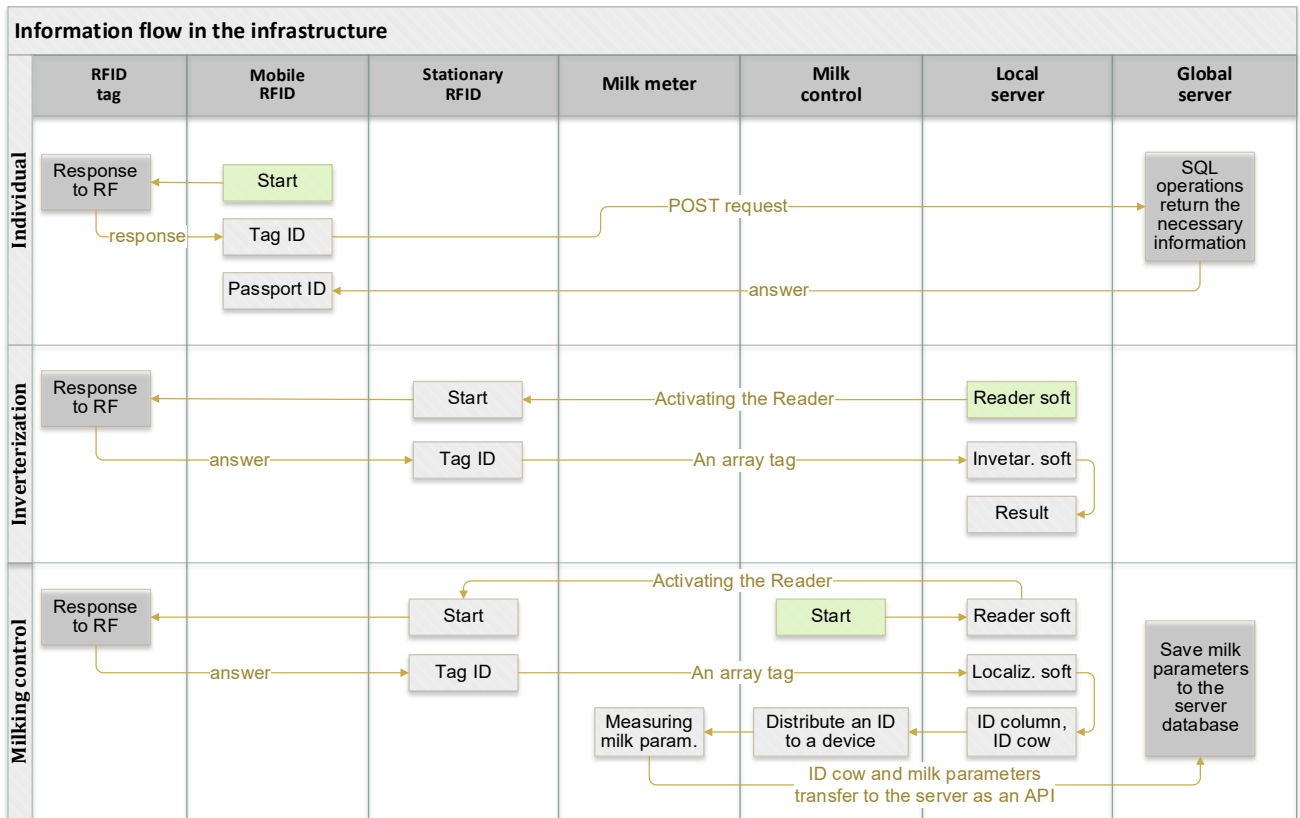 Information flow in the infrastructure
RFID
tag
Mobile
RFID
Stationary
RFID
Milk meter
Milk
control
Local
server
Global
server
Individual
Response
to RF
Start
SQL
operations
return the
necessary
information
POST request
response
Tag ID
Passport ID
answer
Inverterization
Response
to RF
Start
Activating the Reader
Reader soft
answer
Tag ID
An array tag
Invetar. soft
Result
Milking control
Activating the Reader
Response
to RF
Start
Start
Reader soft
Save milk
parameters
to the
server
database
answer
Tag ID
An array tag
Localiz. soft
Measuring
milk param.
Distribute an ID
to a device
ID column,
ID cow
ID cow and milk parameters
transfer to the server as an API